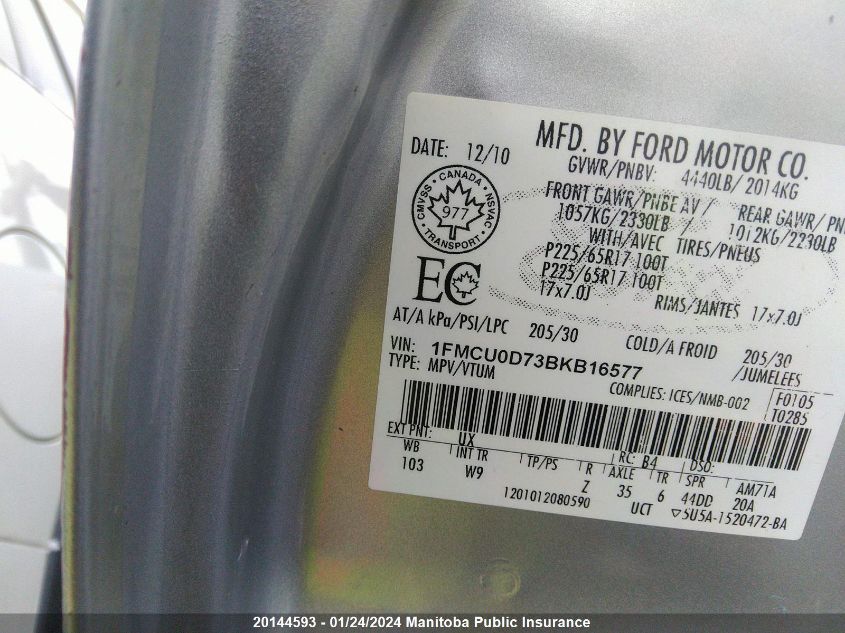 MFD. BY FORD MOTOR CO.
DATE: 12/10
GVWR/PNBV: 4440LB/ 2014KG
FRONT GAWR/PNBE AV / REAR GAWR/
1057KG/2330LB / 1012KG/2230LB
WITH/AVEC TIRES/PNEUS
P225/65R17 100T
P225/65R17 100T
17x7.0J RIMS/JANTES 17x7.0J
CMVSS • CANADA • NSVAC • TRANSPORT •
977
EC
AT/A kPa/PSI/LPC 205/30 COLD/A FROID 205/30
VIN: 1FMCU0D73BKB16577 /JUMELEES
TYPE: MPV/VTUM COMPLIES: ICES/NMB-002
F0105
T0285
EXT PNT: UX RC: B4 DSO:
WB INT TR TP/PS R AXLE TR SPR AM71A
103 W9 Z 35 6 44DD 20A
1201012080590 UCT ▽5U5A-1520472-BA
20144593 - 01/24/2024 Manitoba Public Insurance